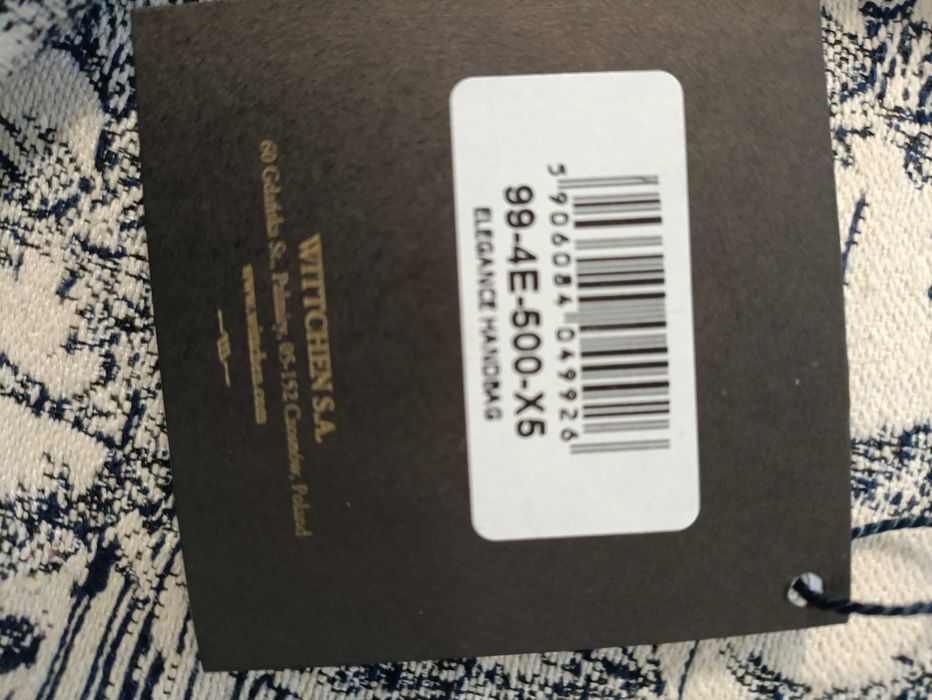 5 906084 049926
99-4E-500-X5
ELEGANCE HANDBAG
WITTCHEN S.A.
60 Gdańska St., Palmiry, 05-152 Czosnów, Poland
www.wittchen.com